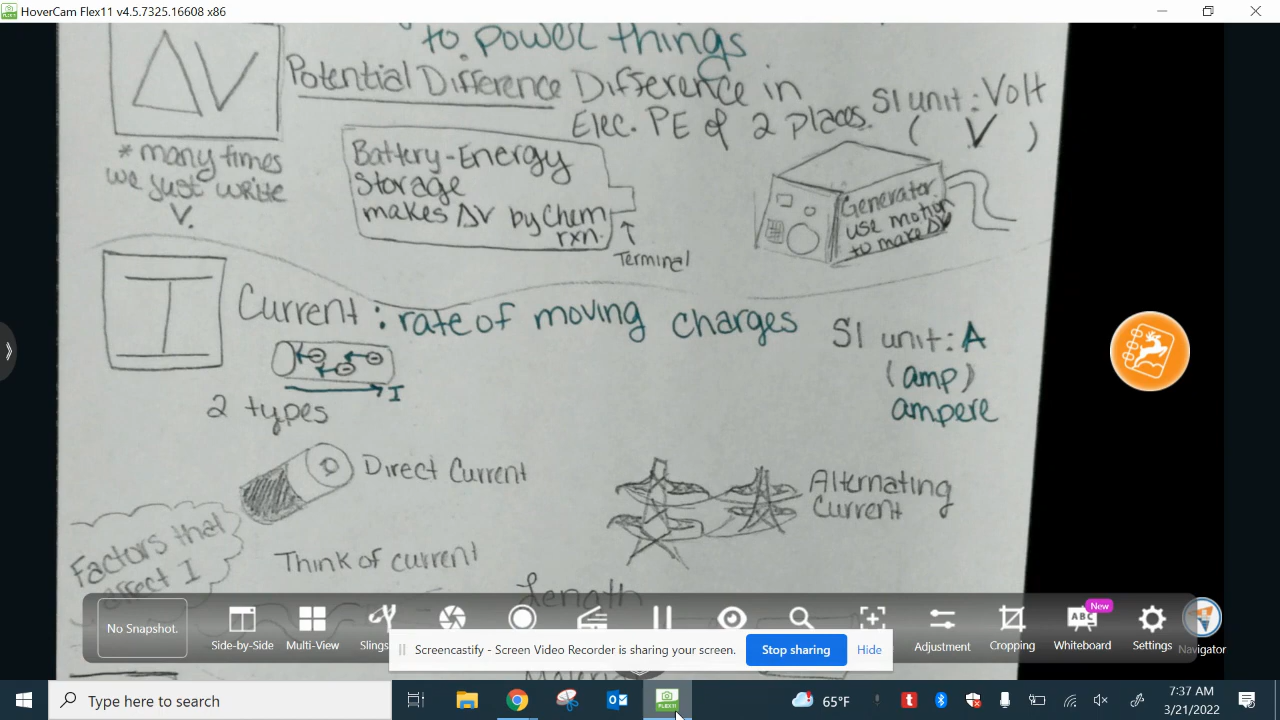 HoverCam Flex11 v4.5.7325.16608 x86
to power things
ΔV
Potential Difference Difference in
Elec. PE of 2 places.
SI unit: Volt
( V )
*many times
we just write
V.
Battery-Energy
Storage
makes ΔV by Chem
rxn.
Terminal
Generator
use motion
to make ΔV
I
Current: rate of moving charges
SI unit: A
(amp)
ampere
I
2 types
Direct Current
Alternating
Current
Factors that
affect I
Think of current
Length
No Snapshot.
Side-by-Side
Multi-View
Slings
Adjustment
Cropping
ABC
New
Whiteboard
Settings
Navigator
Screencastify - Screen Video Recorder is sharing your screen.
Stop sharing
Hide
Type here to search
FLEX11
65°F
7:37 AM
3/21/2022